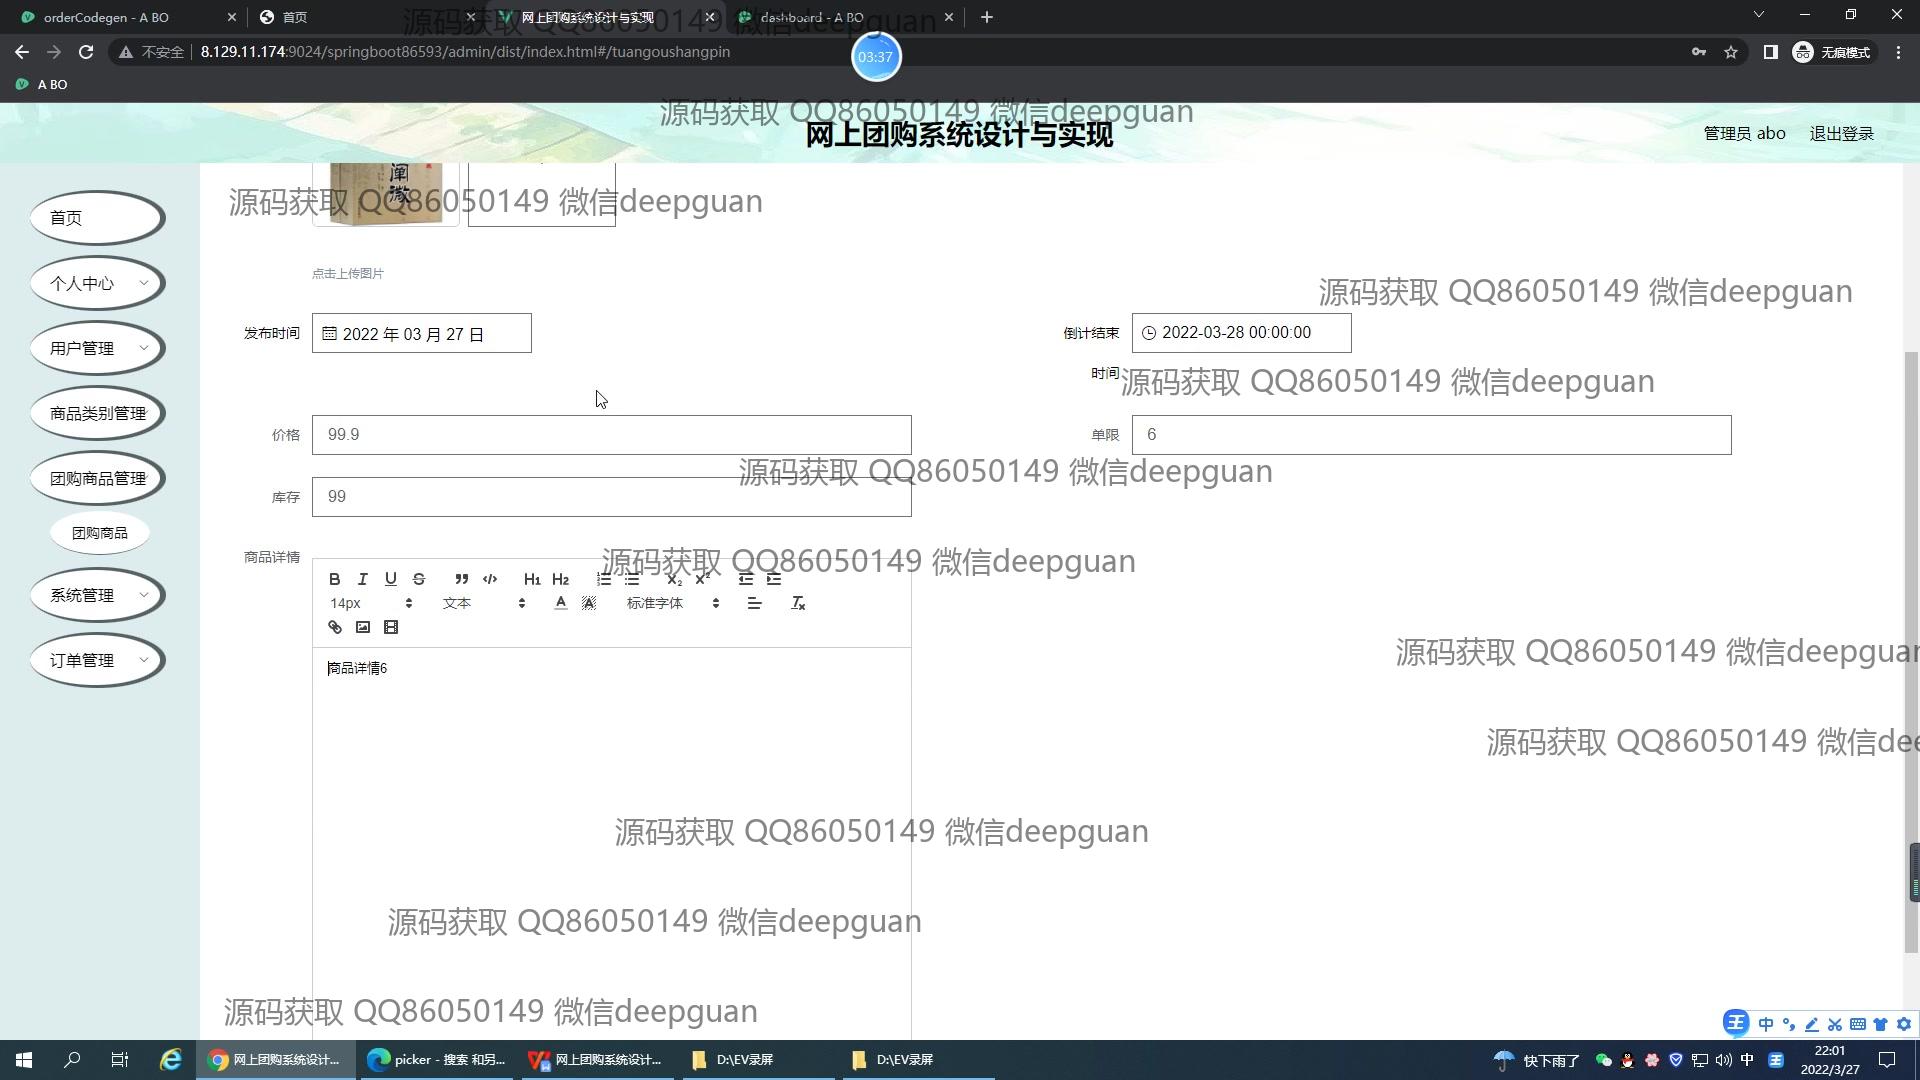 orderCodegen - A BO
首页
网上团购系统设计与实现
dashboard - A BO
源码获取 QQ86050149 微信deepguan
不安全
8.129.11.174:9024/springboot86593/admin/dist/index.html#/tuangoushangpin
03:37
无痕模式
A BO
源码获取 QQ86050149 微信deepguan
网上团购系统设计与实现
管理员 abo
退出登录
阐微
源码获取 QQ86050149 微信deepguan
首页
个人中心
用户管理
商品类别管理
团购商品管理
团购商品
系统管理
订单管理
点击上传图片
源码获取 QQ86050149 微信deepguan
发布时间
2022 年 03 月 27 日
倒计结束
时间
2022-03-28 00:00:00
源码获取 QQ86050149 微信deepguan
价格
99.9
单限
6
源码获取 QQ86050149 微信deepguan
库存
99
商品详情
源码获取 QQ86050149 微信deepguan
B I U S H1 H2 X2 X2
14px
文本
A A
标准字体
商品详情6
源码获取 QQ86050149 微信deepguan
源码获取 QQ86050149 微信dee
源码获取 QQ86050149 微信deepguan
源码获取 QQ86050149 微信deepguan
源码获取 QQ86050149 微信deepguan
王 中
网上团购系统设计...
picker - 搜索 和另...
网上团购系统设计...
D:\EV录屏
D:\EV录屏
快下雨了
中
王
22:01
2022/3/27